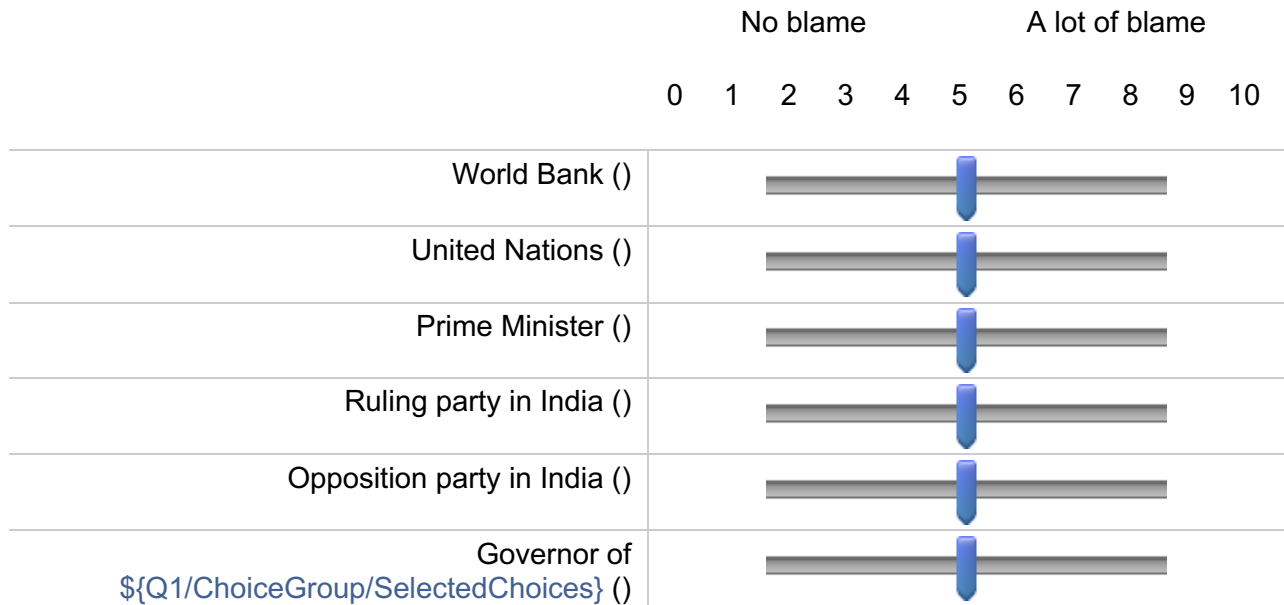 No blame A lot of blame
0 1 2 3 4 5 6 7 8 9 10
World Bank ()
United Nations ()
Prime Minister ()
Ruling party in India ()
Opposition party in India ()
Governor of
${Q1/ChoiceGroup/SelectedChoices} ()